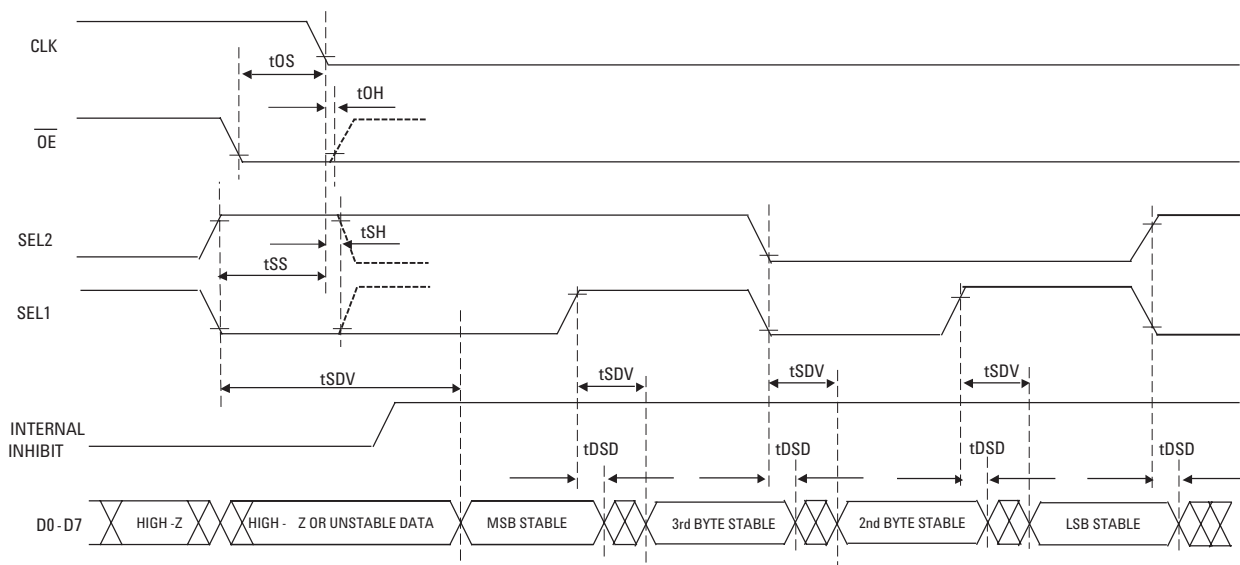 CLK
tOS
tOH
OE
SEL2
tSH
tSS
SEL1
tSDV
tSDV
tSDV
tSDV
INTERNAL
INHIBIT
tDSD
tDSD
tDSD
tDSD
D0 - D7
HIGH -Z
HIGH - Z OR UNSTABLE DATA
MSB STABLE
3rd BYTE STABLE
2nd BYTE STABLE
LSB STABLE